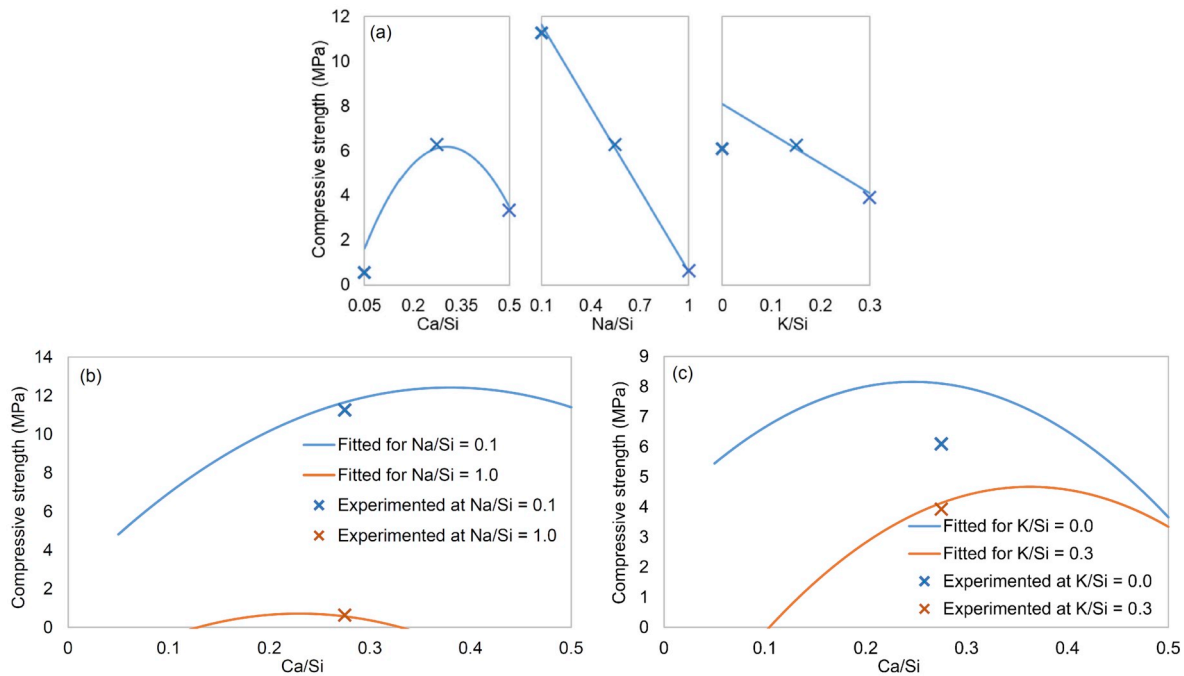 (a)
Compressive strength (MPa)
12
10
8
6
4
2
0
0.05 0.2 0.35 0.5
Ca/Si
0.1 0.4 0.7 1
Na/Si
0 0.1 0.2 0.3
K/Si
(b)
Compressive strength (MPa)
14
12
10
8
6
4
2
0
Fitted for Na/Si = 0.1
Fitted for Na/Si = 1.0
Experimented at Na/Si = 0.1
Experimented at Na/Si = 1.0
0 0.1 0.2 0.3 0.4 0.5
Ca/Si
(c)
Compressive strength (MPa)
9
8
7
6
5
4
3
2
1
0
Fitted for K/Si = 0.0
Fitted for K/Si = 0.3
Experimented at K/Si = 0.0
Experimented at K/Si = 0.3
0 0.1 0.2 0.3 0.4 0.5
Ca/Si